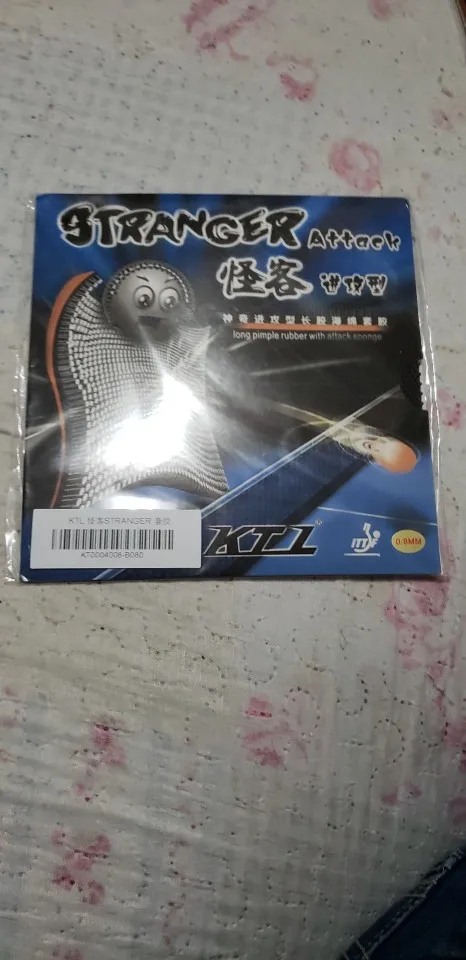 STRANGER Attack
怪客 进攻型
神奇进攻型长胶海绵套胶
long pimple rubber with attack sponge
KTL 怪客STRANGER 套胶
KT0004006-B080
KTL®
ITTF
0.8MM